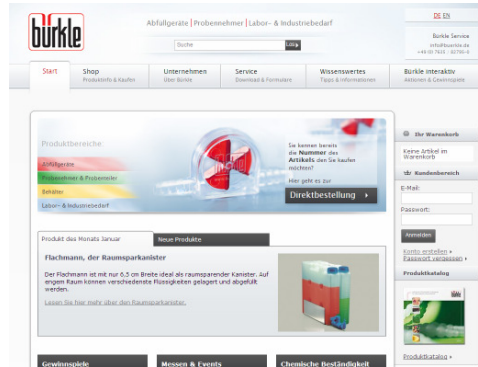 bürkle
Abfüllgeräte | Probennehmer | Labor- & Industriebedarf
DE EN
Suche
Los
Bürkle Service
info@buerkle.de
Start
Shop
Produktinfo & Kaufen
Unternehmen
Über Bürkle
Service
Download & Formulare
Wissenswertes
Tipps & Informationen
Bürkle interaktiv
Aktionen & Gewinnspiele
Produktbereiche
Abfüllgeräte
Probennehmer & Probenteiler
Behälter
Labor- & Industriebedarf
Sie kennen bereits
die Nummer des
Artikels den Sie kaufen
möchten?
Hier geht es zur
Direktbestellung
Ihr Warenkorb
Keine Artikel im
Warenkorb
Kundenbereich
E-Mail:
Passwort:
Anmelden
Konto erstellen
Passwort vergessen
Produktkatalog
Produktkatalog
Produkt des Monats Januar
Neue Produkte
Flachmann, der Raumsparkanister
Der Flachmann ist mit nur 6,5 cm Breite ideal als raumsparender Kanister. Auf
engem Raum können verschiedenste Flüssigkeiten gelagert und abgefüllt
werden.
Lesen Sie hier mehr über den Raumsparkanister.
Gewinnspiele
Messen & Events
Chemische Beständigkeit